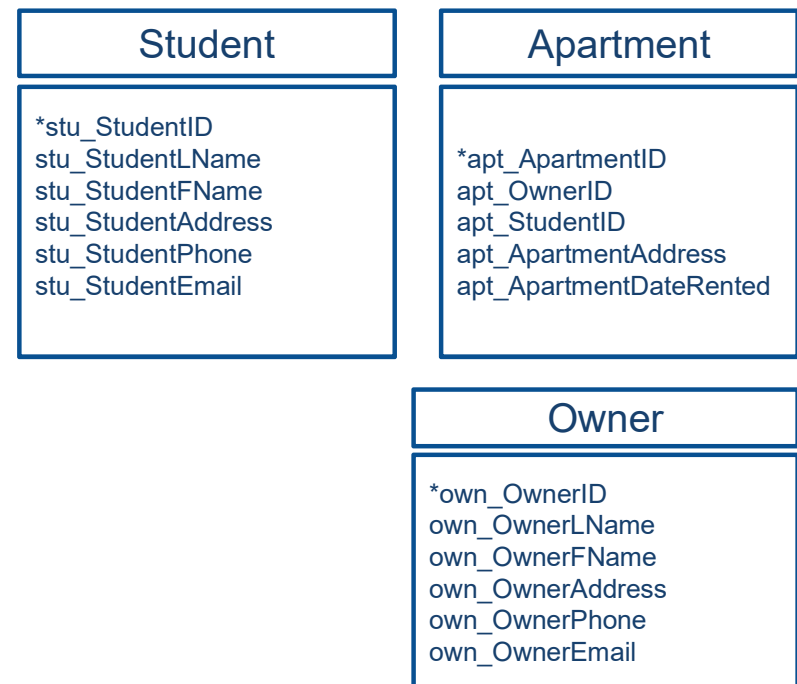 Student
*stu_StudentID
stu_StudentLName
stu_StudentFName
stu_StudentAddress
stu_StudentPhone
stu_StudentEmail
Apartment
*apt_ApartmentID
apt_OwnerID
apt_StudentID
apt_ApartmentAddress
apt_ApartmentDateRented
Owner
*own_OwnerID
own_OwnerLName
own_OwnerFName
own_OwnerAddress
own_OwnerPhone
own_OwnerEmail